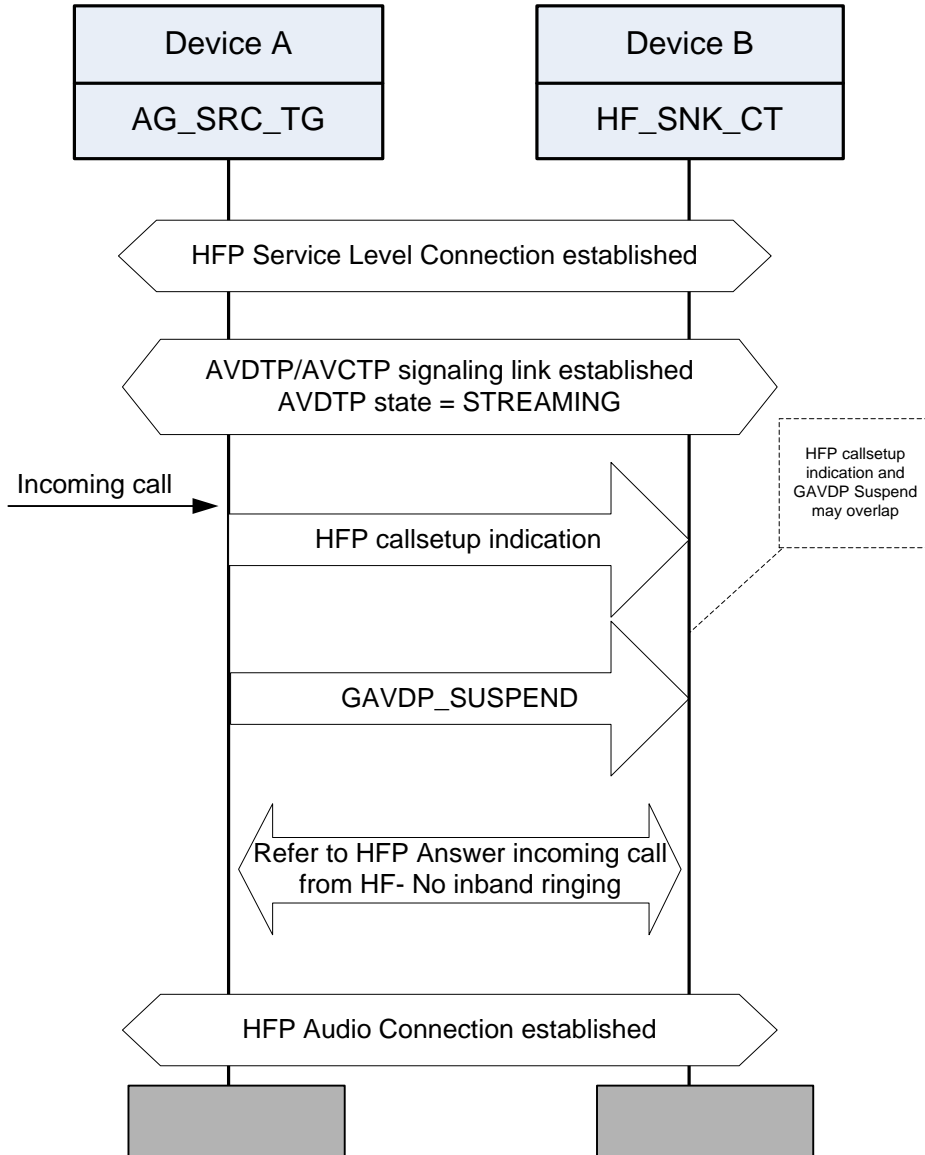 Device A
Device B
AG_SRC_TG
HF_SNK_CT
HFP Service Level Connection established
AVDTP/AVCTP signaling link established
AVDTP state = STREAMING
HFP callsetup
indication and
GAVDP Suspend
may overlap
Incoming call
HFP callsetup indication
GAVDP_SUSPEND
Refer to HFP Answer incoming call
from HF- No inband ringing
HFP Audio Connection established